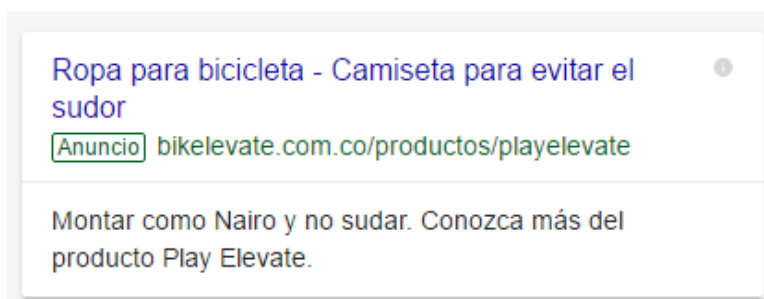 Ropa para bicicleta - Camiseta para evitar el
sudor
Anuncio bikelevate.com.co/productos/playelevate
Montar como Nairo y no sudar. Conozca más del
producto Play Elevate.